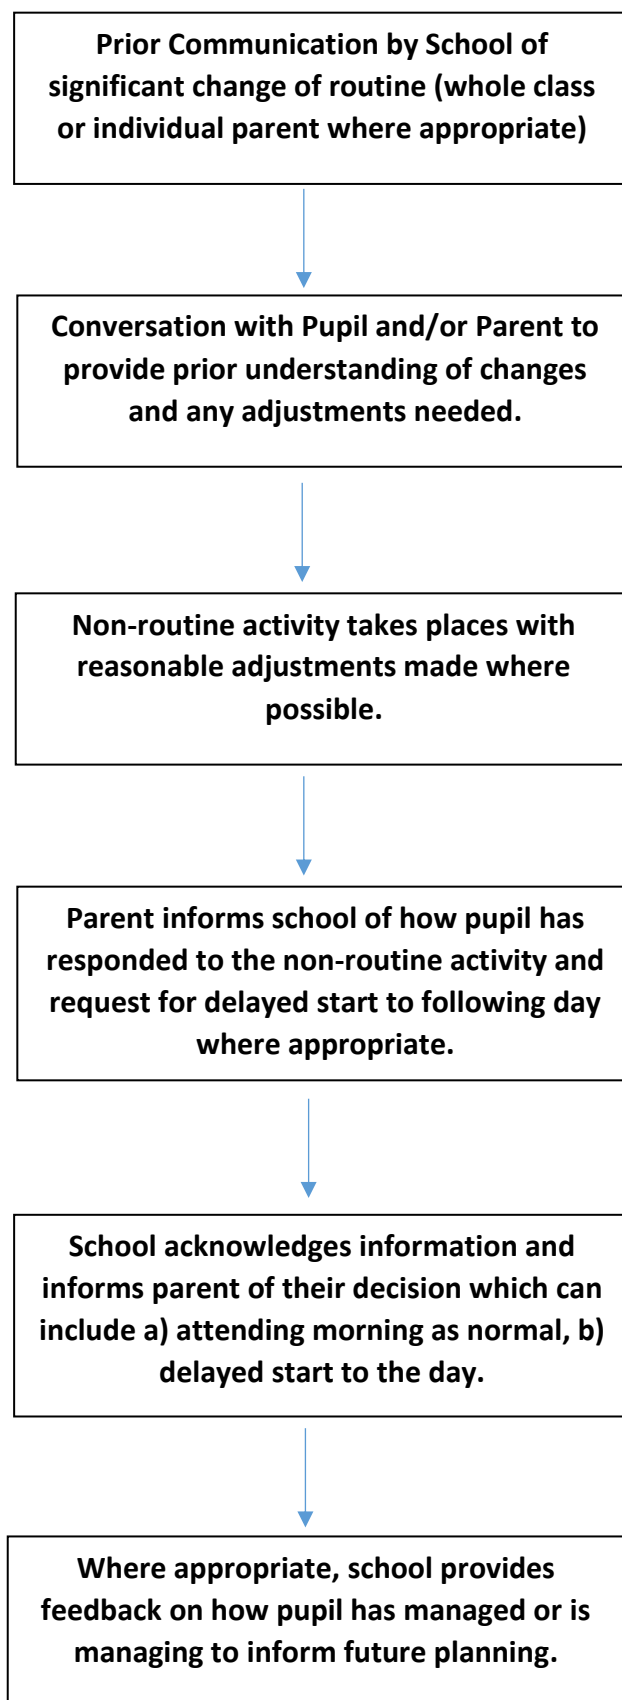 Prior Communication by School of
significant change of routine (whole class
or individual parent where appropriate)
Conversation with Pupil and/or Parent to
provide prior understanding of changes
and any adjustments needed.
Non-routine activity takes places with
reasonable adjustments made where
possible.
Parent informs school of how pupil has
responded to the non-routine activity and
request for delayed start to following day
where appropriate.
School acknowledges information and
informs parent of their decision which can
include a) attending morning as normal, b)
delayed start to the day.
Where appropriate, school provides
feedback on how pupil has managed or is
managing to inform future planning.